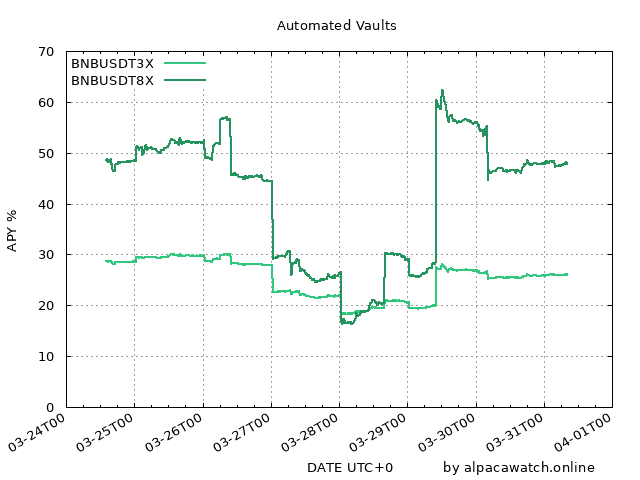 Automated Vaults
BNBUSDT3X
BNBUSDT8X
APY %
70
60
50
40
30
20
10
0
03-24T00
03-25T00
03-26T00
03-27T00
03-28T00
03-29T00
03-30T00
03-31T00
04-01T00
DATE UTC+0
by alpacawatch.online